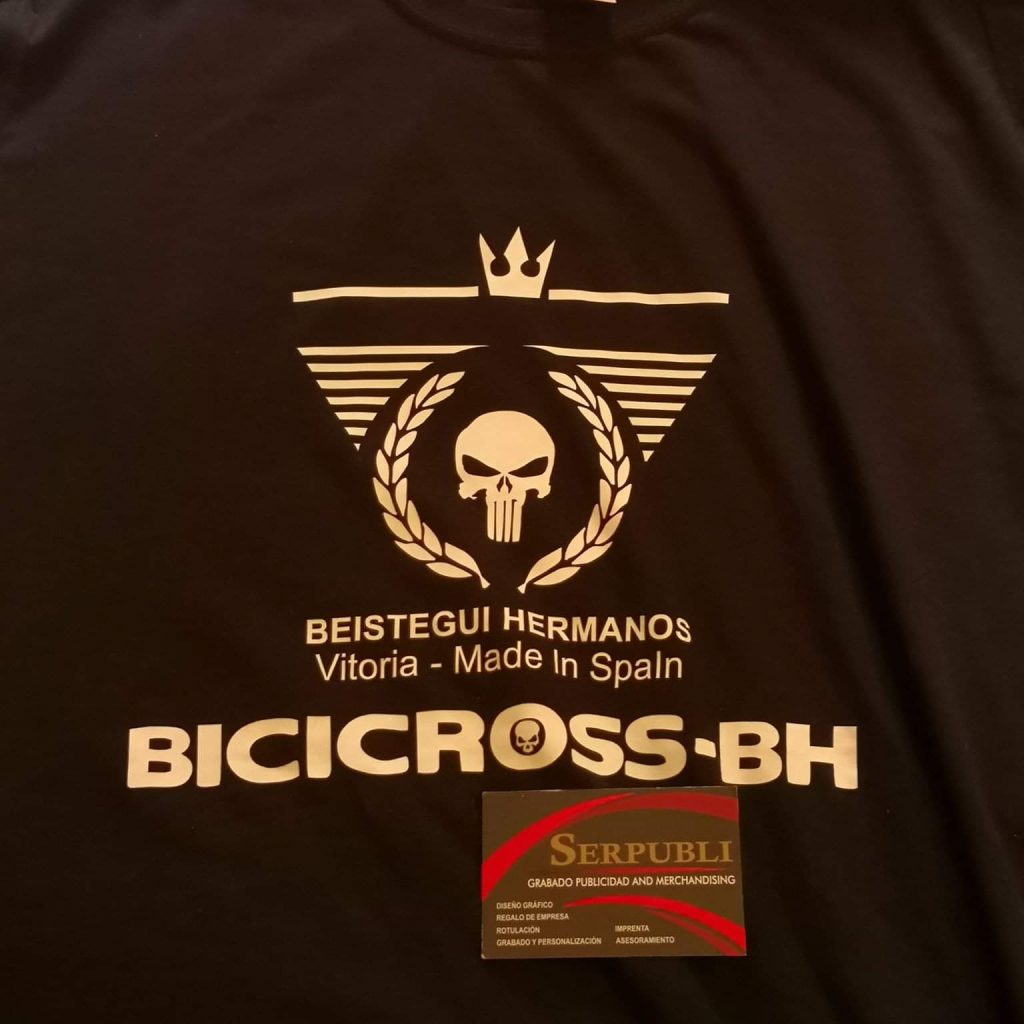 BEISTEGUI HERMANOS
Vitoria - Made In SpaIn
BICICROSS-BH
SERPUBLI
GRABADO PUBLICIDAD AND MERCHANDISING
DISEÑO GRÁFICO
REGALO DE EMPRESA
ROTULACIÓN IMPRENTA
GRABADO Y PERSONALIZACIÓN ASESORAMIENTO